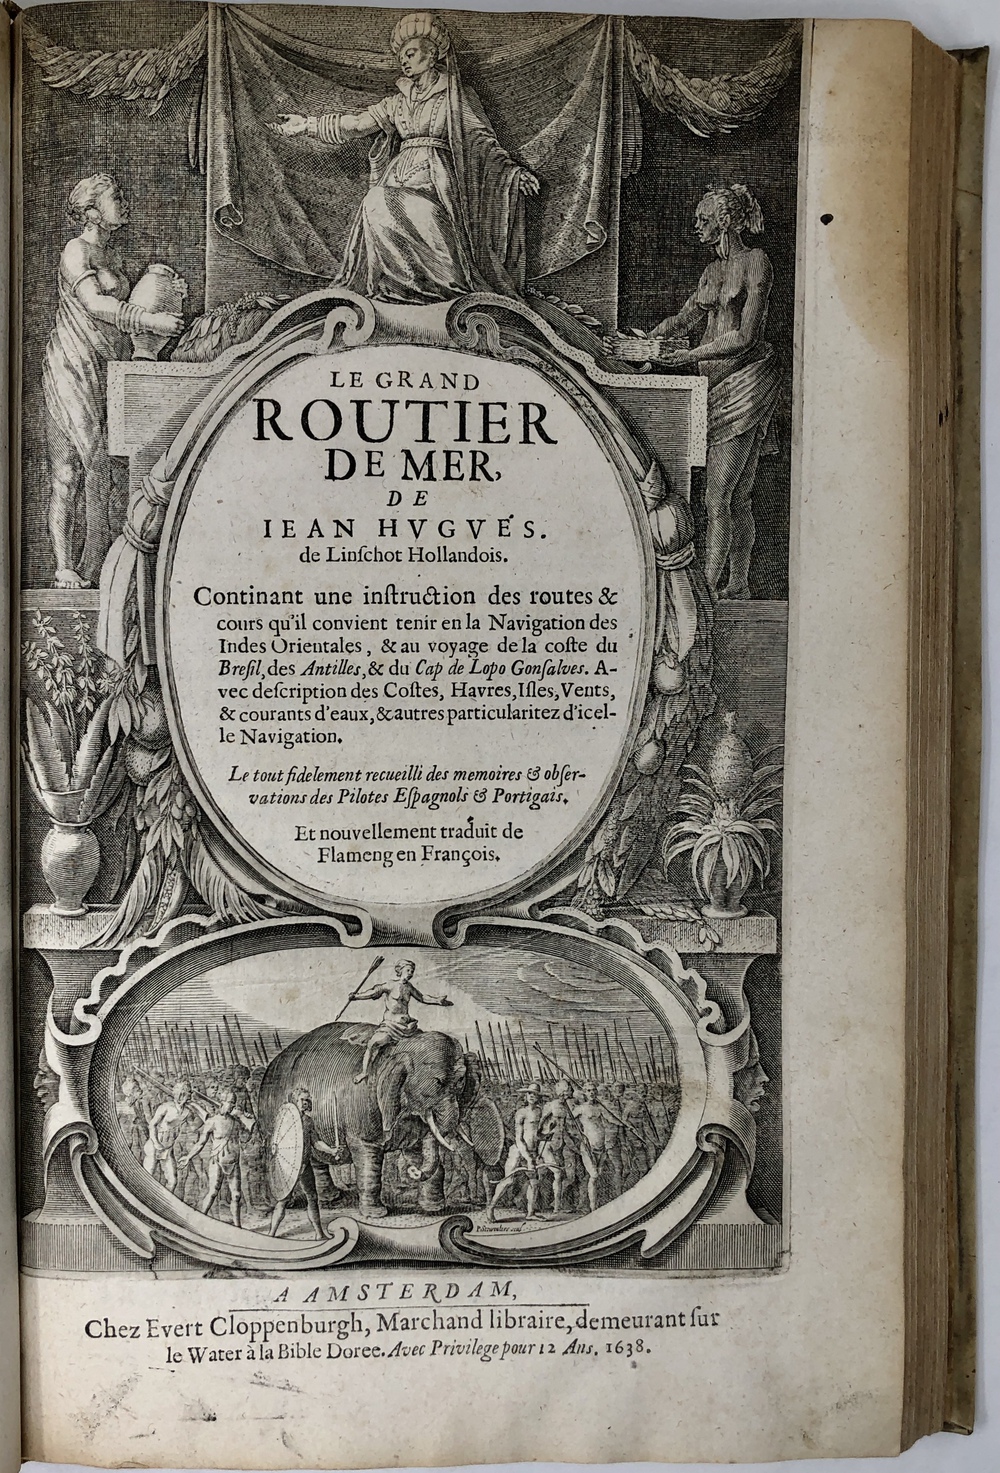 LE GRAND
ROUTIER
DE MER,
DE
IEAN HVGVES.
de Linſchot Hollandois.
Continant une inſtruction des routes &
cours qu'il convient tenir en la Navigation des
Indes Orientales, & au voyage de la coſte du
Breſil, des Antilles, & du Cap de Lopo Gonſalves. A-
vec deſcription des Coſtes, Havres, Iſles, Vents,
& courants d'eaux, & autres particularitez d'icel-
le Navigation.
Le tout fidelement recueilli des memoires & obſer-
vations des Pilotes Eſpagnols & Portigais.
Et nouvellement traduit de
Flameng en François.
A AMSTERDAM,
Chez Evert Cloppenburgh, Marchand libraire, demeurant ſur
le Water à la Bible Doree. Avec Privilege pour 12 Ans. 1638.